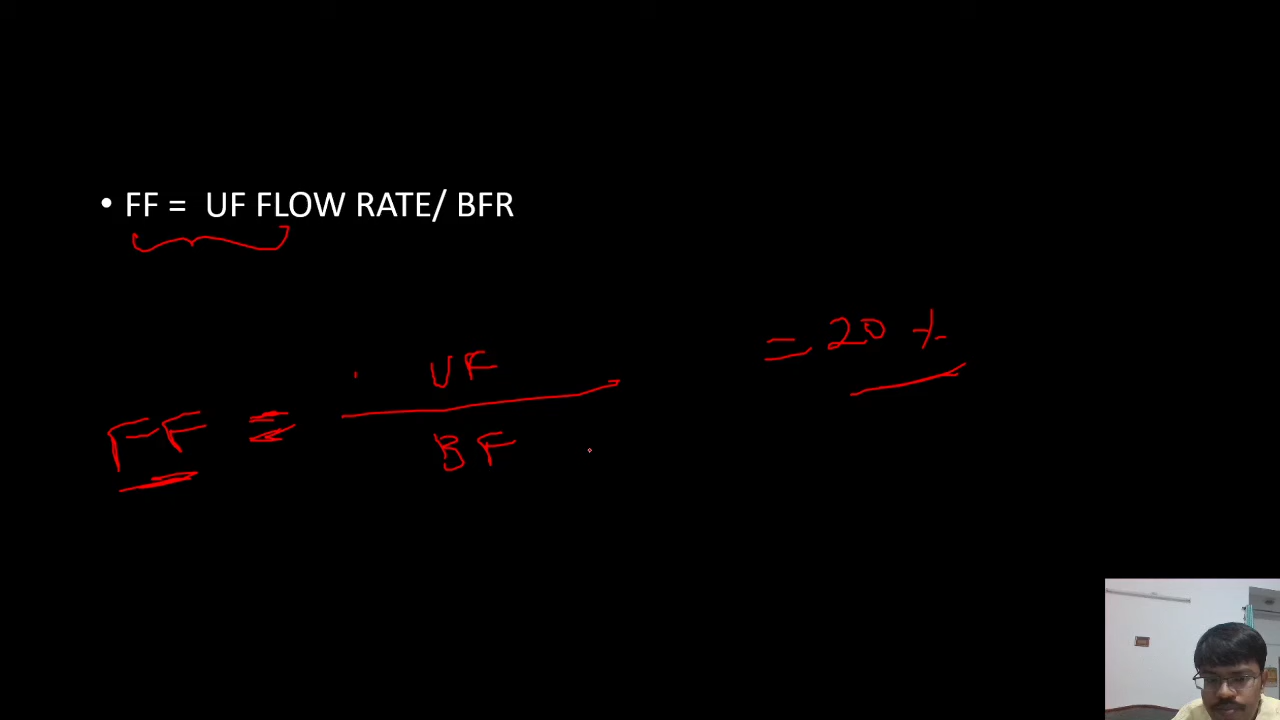 • FF = UF FLOW RATE/ BFR
= 20 %
UF
FF =
BF